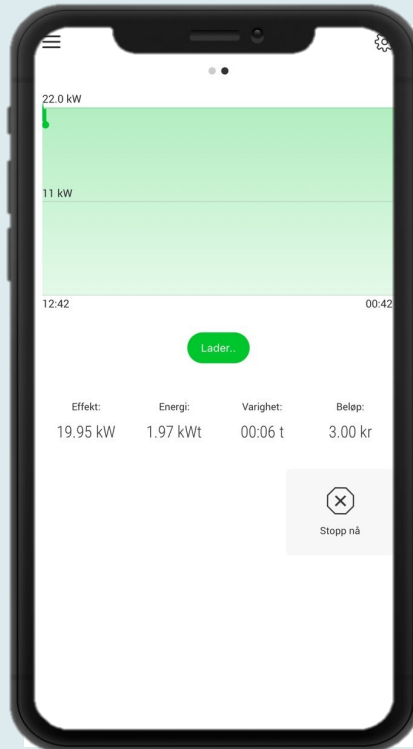 22.0 kW
11 kW
12:42 00:42
Lader..
Effekt: Energi: Varighet: Beløp:
19.95 kW 1.97 kWt 00:06 t 3.00 kr
Stopp nå